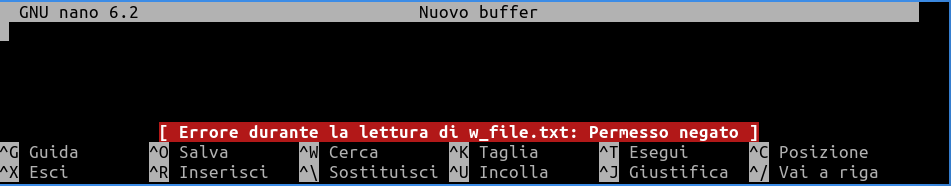 GNU nano 6.2 Nuovo buffer
[ Errore durante la lettura di w_file.txt: Permesso negato ]
^G Guida ^O Salva ^W Cerca ^K Taglia ^T Esegui ^C Posizione
^X Esci ^R Inserisci ^\ Sostituisci ^U Incolla ^J Giustifica ^/ Vai a riga